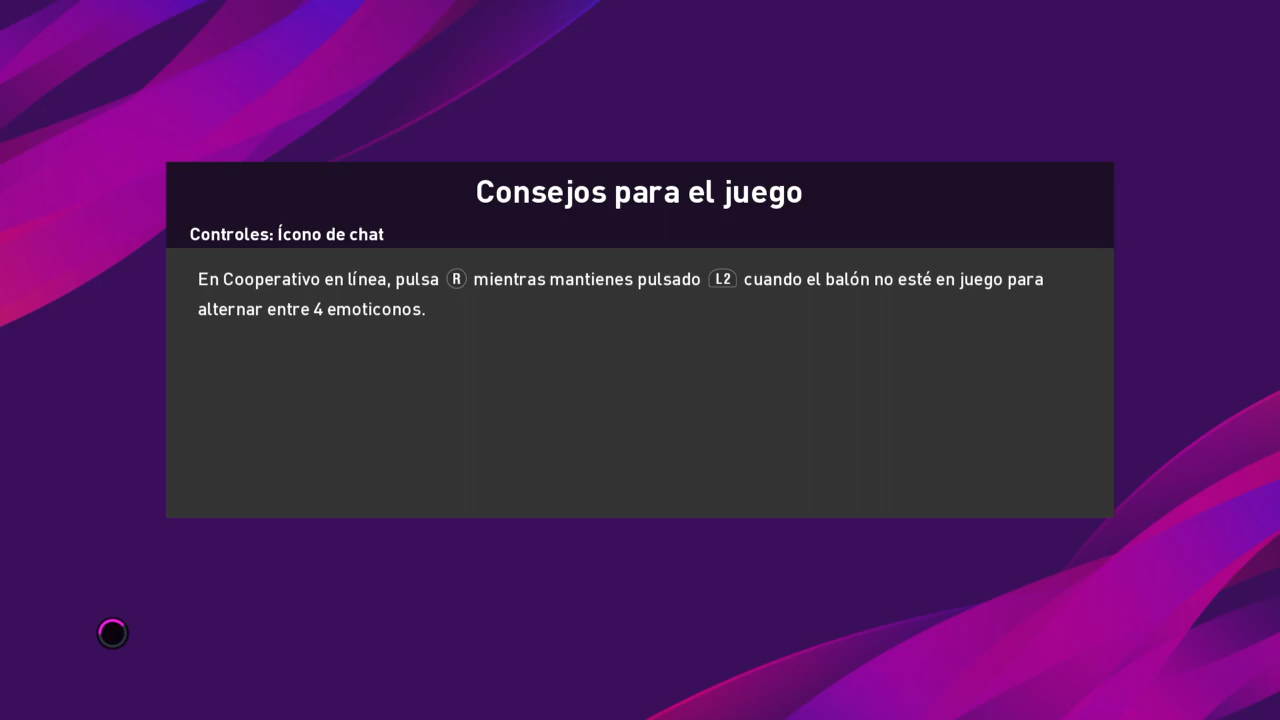 Consejos para el juego
Controles: Ícono de chat
En Cooperativo en línea, pulsa R mientras mantienes pulsado L2 cuando el balón no esté en juego para
alternar entre 4 emoticonos.